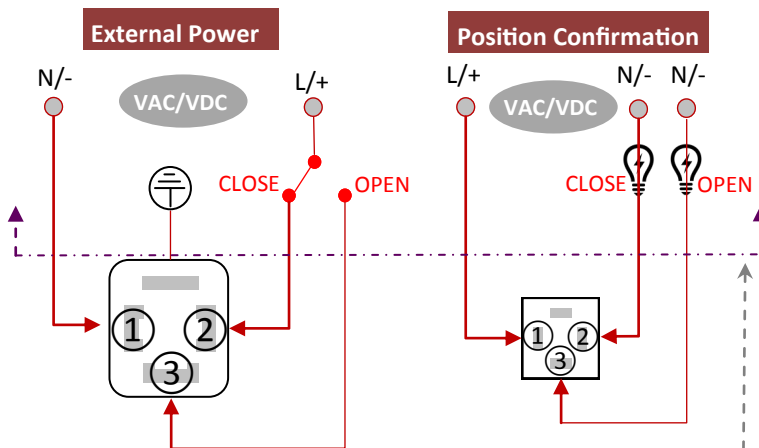 External Power
Position Confirmation
N/-
VAC/VDC
L/+
L/+
VAC/VDC
N/-
N/-
CLOSE
OPEN
CLOSE
OPEN
1
2
3
1
2
3